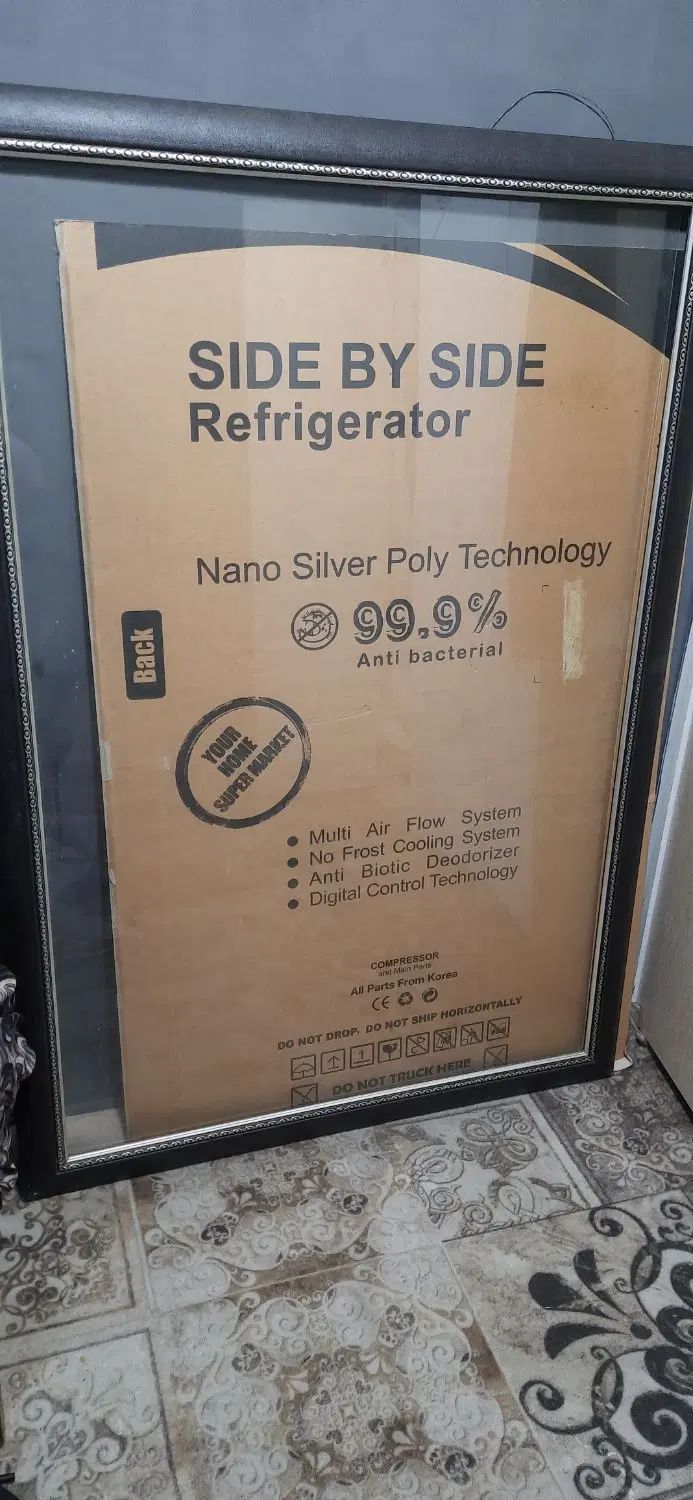 SIDE BY SIDE
Refrigerator
Nano Silver Poly Technology
99.9%
Anti bacterial
Back
YOUR
HOME
SUPER MARKET
• Multi Air Flow System
• No Frost Cooling System
• Anti Biotic Deodorizer
• Digital Control Technology
COMPRESSOR
and Main Parts
All Parts From Korea
CE
DO NOT DROP, DO NOT SHIP HORIZONTALLY
1
DO NOT TRUCK HERE